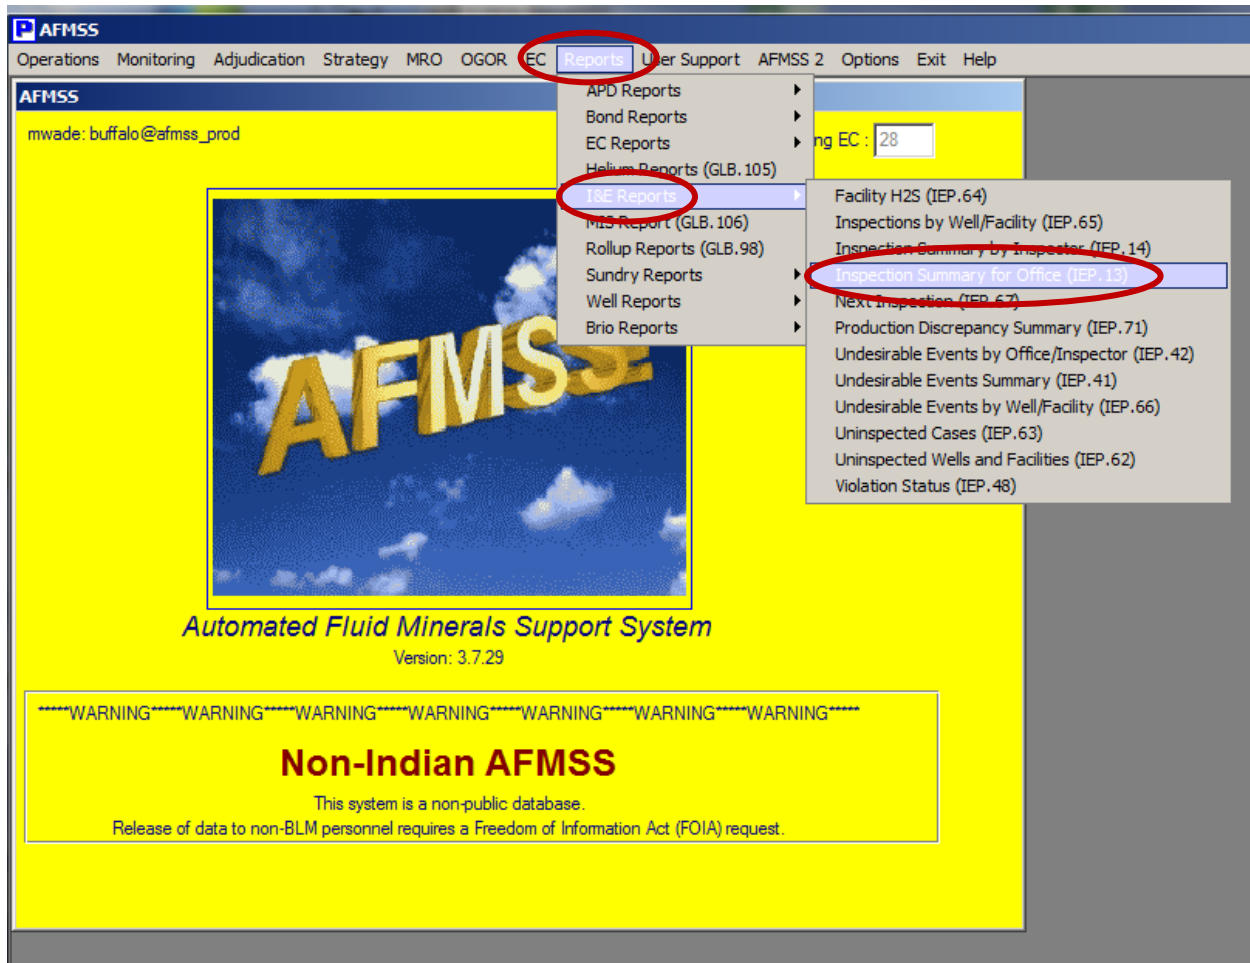 AFMSS
Operations Monitoring Adjudication Strategy MRO OGOR EC Reports User Support AFMSS 2 Options Exit Help
AFMSS
mwade: buffalo@afmss_prod
ng EC : 28
APD Reports
Bond Reports
EC Reports
Helium Reports (GLB.105)
I&E Reports
MIS Report (GLB.106)
Rollup Reports (GLB.98)
Sundry Reports
Well Reports
Brio Reports
Facility H2S (IEP.64)
Inspections by Well/Facility (IEP.65)
Inspection Summary by Inspector (IEP.14)
Inspection Summary for Office (IEP.13)
Next Inspection (IEP.67)
Production Discrepancy Summary (IEP.71)
Undesirable Events by Office/Inspector (IEP.42)
Undesirable Events Summary (IEP.41)
Undesirable Events by Well/Facility (IEP.66)
Uninspected Cases (IEP.63)
Uninspected Wells and Facilities (IEP.62)
Violation Status (IEP.48)
AFMSS
Automated Fluid Minerals Support System
Version: 3.7.29
*****WARNING*****WARNING*****WARNING*****WARNING*****WARNING*****WARNING*****WARNING*****
Non-Indian AFMSS
This system is a non-public database.
Release of data to non-BLM personnel requires a Freedom of Information Act (FOIA) request.